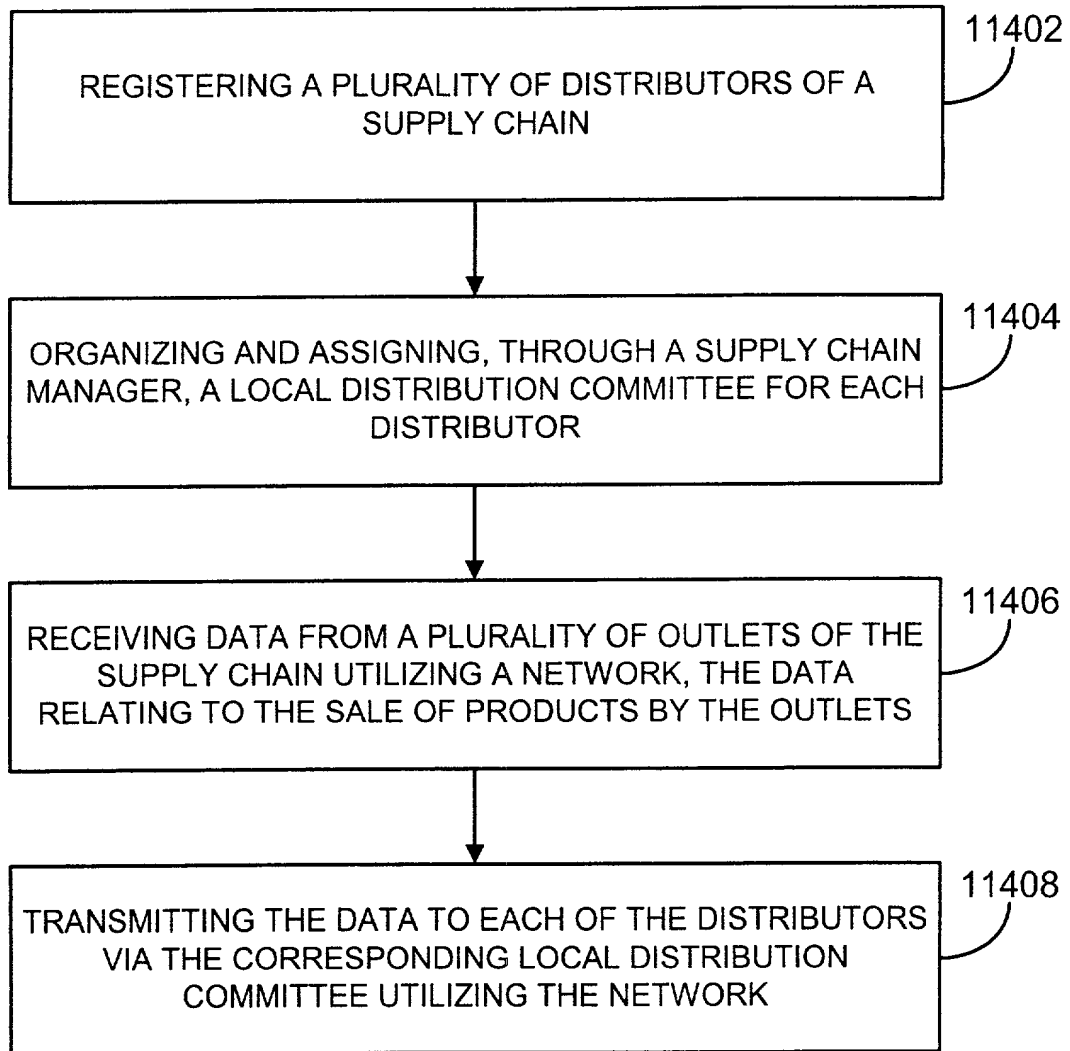 11402
REGISTERING A PLURALITY OF DISTRIBUTORS OF A
SUPPLY CHAIN
11404
ORGANIZING AND ASSIGNING, THROUGH A SUPPLY CHAIN
MANAGER, A LOCAL DISTRIBUTION COMMITTEE FOR EACH
DISTRIBUTOR
11406
RECEIVING DATA FROM A PLURALITY OF OUTLETS OF THE
SUPPLY CHAIN UTILIZING A NETWORK, THE DATA
RELATING TO THE SALE OF PRODUCTS BY THE OUTLETS
11408
TRANSMITTING THE DATA TO EACH OF THE DISTRIBUTORS
VIA THE CORRESPONDING LOCAL DISTRIBUTION
COMMITTEE UTILIZING THE NETWORK